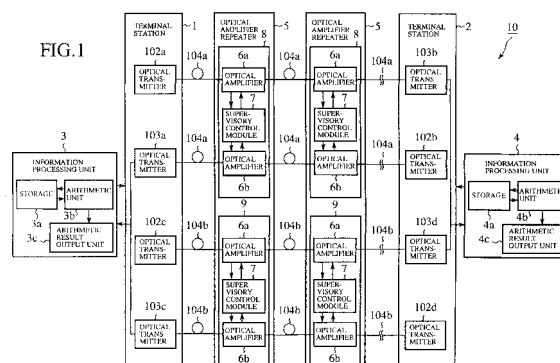 FIG.1
10
1
5
5
2
TERMINAL STATION
OPTICAL AMPLIFIER REPEATER
OPTICAL AMPLIFIER REPEATER
TERMINAL STATION
8
8
102a
104a
6a
104a
6a
104a
103b
OPTICAL TRANS-MITTER
OPTICAL AMPLIFIER
OPTICAL AMPLIFIER
OPTICAL TRANS-MITTER
7
7
SUPER-VISORY CONTROL MODULE
SUPER-VISORY CONTROL MODULE
103a
104a
104a
104a
102b
OPTICAL TRANS-MITTER
OPTICAL AMPLIFIER
OPTICAL AMPLIFIER
OPTICAL TRANS-MITTER
6b
6b
3
INFORMATION PROCESSING UNIT
STORAGE
ARITHMETIC UNIT
3a
3b
3c
ARITHMETIC RESULT OUTPUT UNIT
4
INFORMATION PROCESSING UNIT
STORAGE
ARITHMETIC UNIT
4a
4b
4c
ARITHMETIC RESULT OUTPUT UNIT
9
9
102c
104b
6a
104b
6a
104b
103d
OPTICAL TRANS-MITTER
OPTICAL AMPLIFIER
OPTICAL AMPLIFIER
OPTICAL TRANS-MITTER
7
7
SUPER-VISORY CONTROL MODULE
SUPER-VISORY CONTROL MODULE
103c
104b
104b
104b
102d
OPTICAL TRANS-MITTER
OPTICAL AMPLIFIER
OPTICAL AMPLIFIER
OPTICAL TRANS-MITTER
6b
6b